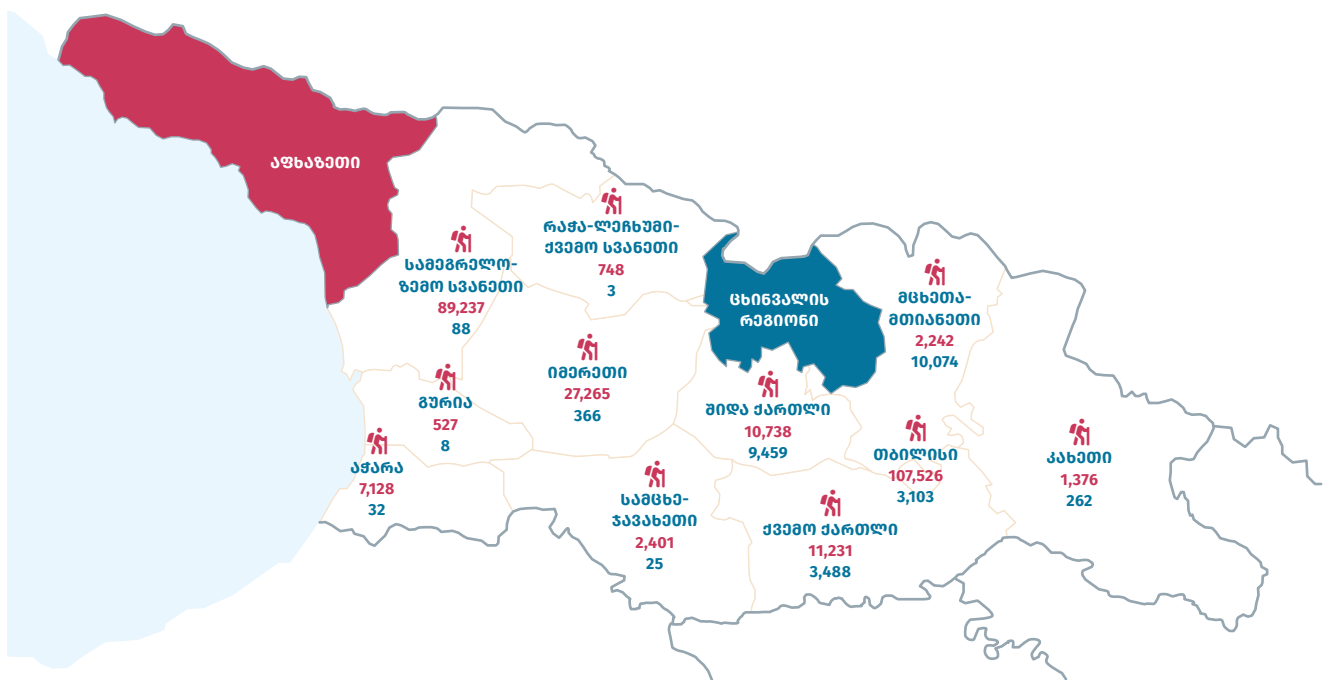 აფხაზეთი
რაჭა-ლეჩხუმი-
ქვემო სვანეთი
748
3
სამეგრელო-
ზემო სვანეთი
89,237
88
ცხინვალის
რეგიონი
მცხეთა-
მთიანეთი
2,242
10,074
იმერეთი
27,265
366
გურია
527
8
შიდა ქართლი
10,738
9,459
აჭარა
7,128
32
თბილისი
107,526
3,103
კახეთი
1,376
262
სამცხე-
ჯავახეთი
2,401
25
ქვემო ქართლი
11,231
3,488